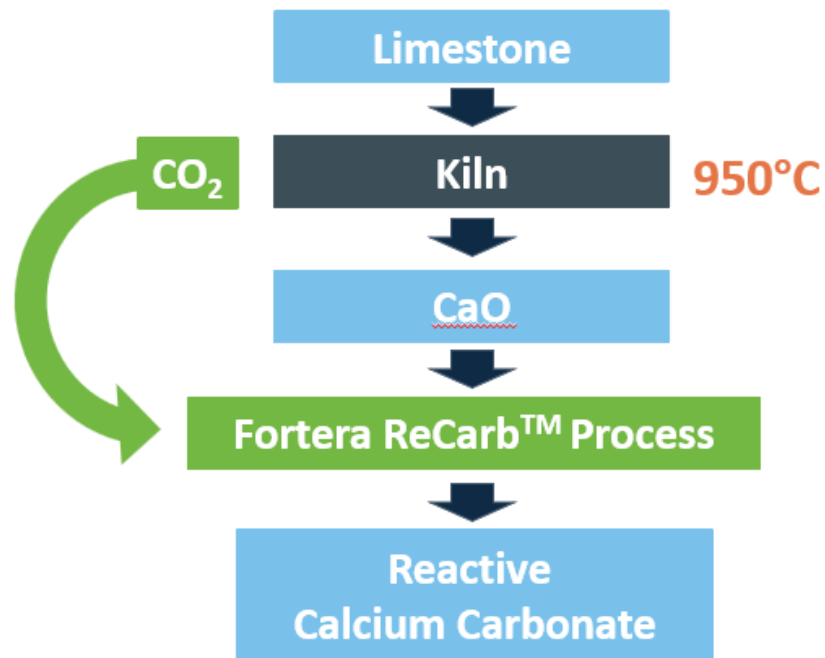 Limestone
CO₂
Kiln
950°C
CaO
Fortera ReCarb™ Process
Reactive
Calcium Carbonate